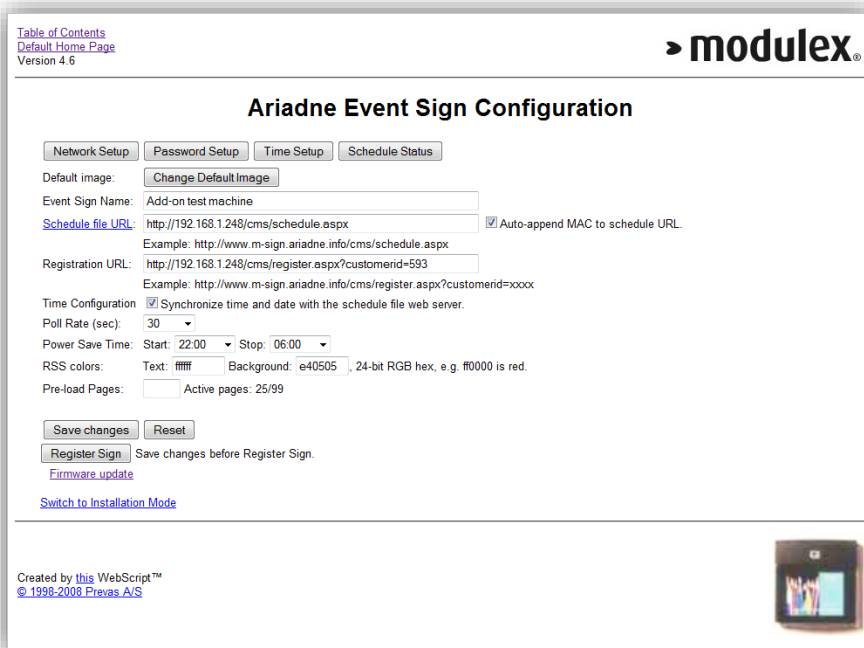 Table of Contents
Default Home Page
Version 4.6
modulex®
Ariadne Event Sign Configuration
Network Setup Password Setup Time Setup Schedule Status
Default image: Change Default Image
Event Sign Name: Add-on test machine
Schedule file URL: http://192.168.1.248/cms/schedule.aspx Auto-append MAC to schedule URL.
Example: http://www.m-sign.ariadne.info/cms/schedule.aspx
Registration URL: http://192.168.1.248/cms/register.aspx?customerid=593
Example: http://www.m-sign.ariadne.info/cms/register.aspx?customerid=xxxx
Time Configuration Synchronize time and date with the schedule file web server.
Poll Rate (sec): 30
Power Save Time: Start: 22:00 Stop: 06:00
RSS colors: Text: ffffff Background: e40505 , 24-bit RGB hex, e.g. ff0000 is red.
Pre-load Pages: Active pages: 25/99
Save changes Reset
Register Sign Save changes before Register Sign.
Firmware update
Switch to Installation Mode
Created by this WebScript™
© 1998-2008 Prevas A/S